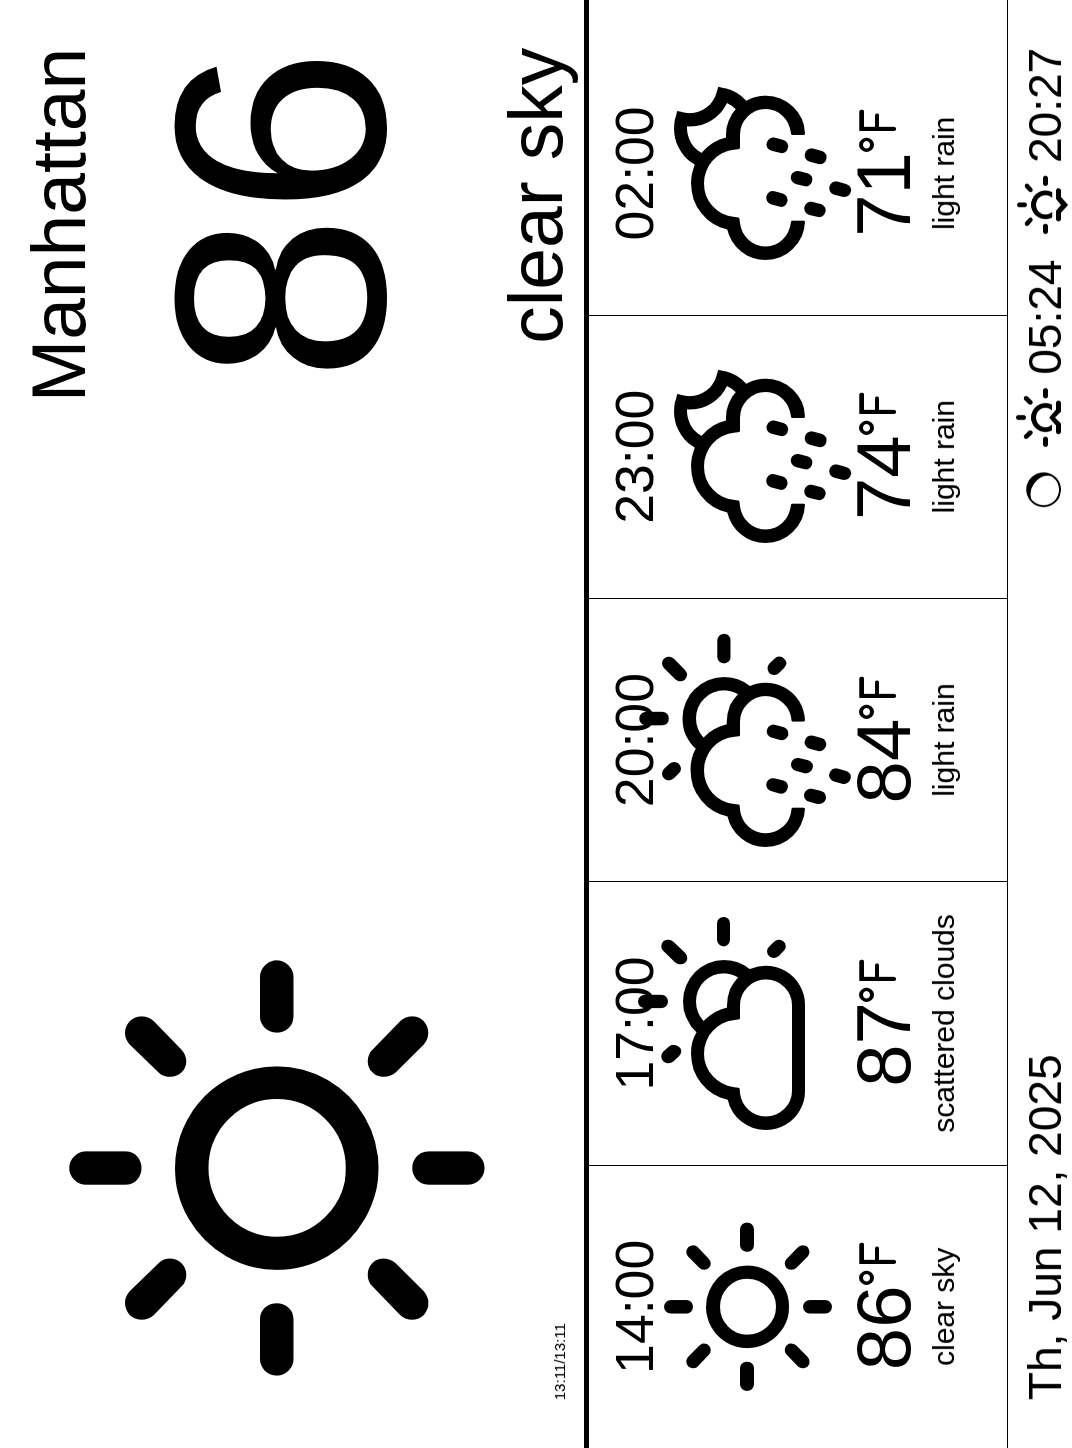 Manhattan
86
clear sky
13:11/13:11
14:00
86°F
clear sky
17:00
87°F
scattered clouds
20:00
84°F
light rain
23:00
74°F
light rain
02:00
71°F
light rain
Th, Jun 12, 2025
05:24 20:27